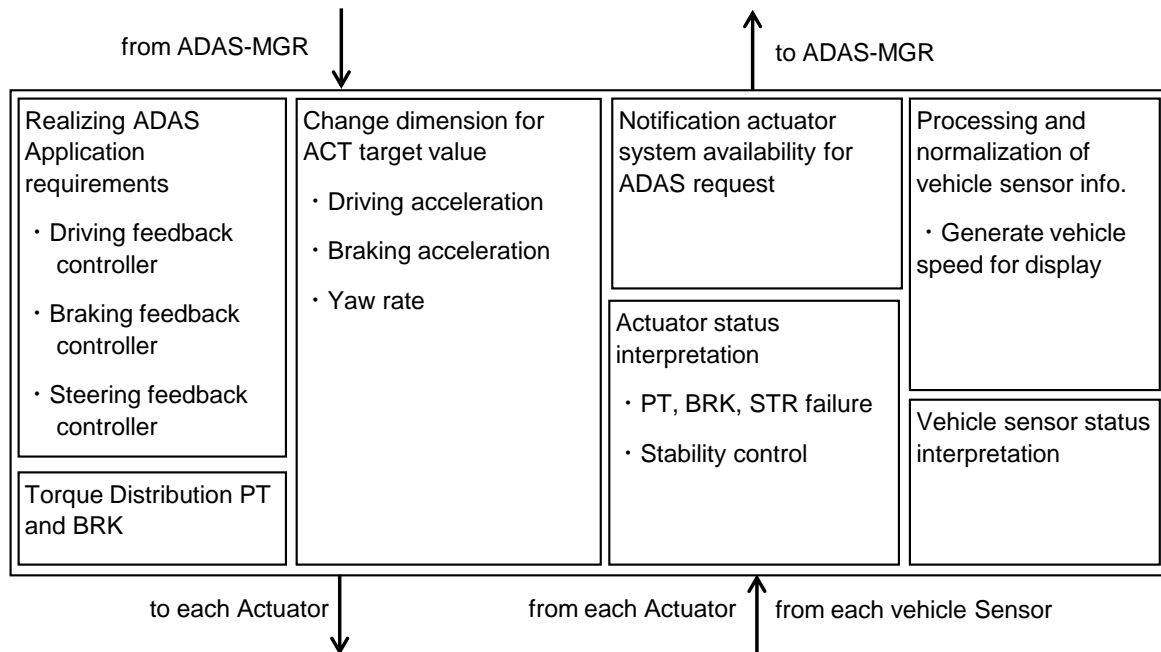 from ADAS-MGR
to ADAS-MGR
Realizing ADAS
Application
requirements
・Driving feedback
controller
・Braking feedback
controller
・Steering feedback
controller
Torque Distribution PT
and BRK
Change dimension for
ACT target value
・Driving acceleration
・Braking acceleration
・Yaw rate
Notification actuator
system availability for
ADAS request
Actuator status
interpretation
・PT, BRK, STR failure
・Stability control
Processing and
normalization of
vehicle sensor info.
・Generate vehicle
speed for display
Vehicle sensor status
interpretation
to each Actuator
from each Actuator
from each vehicle Sensor